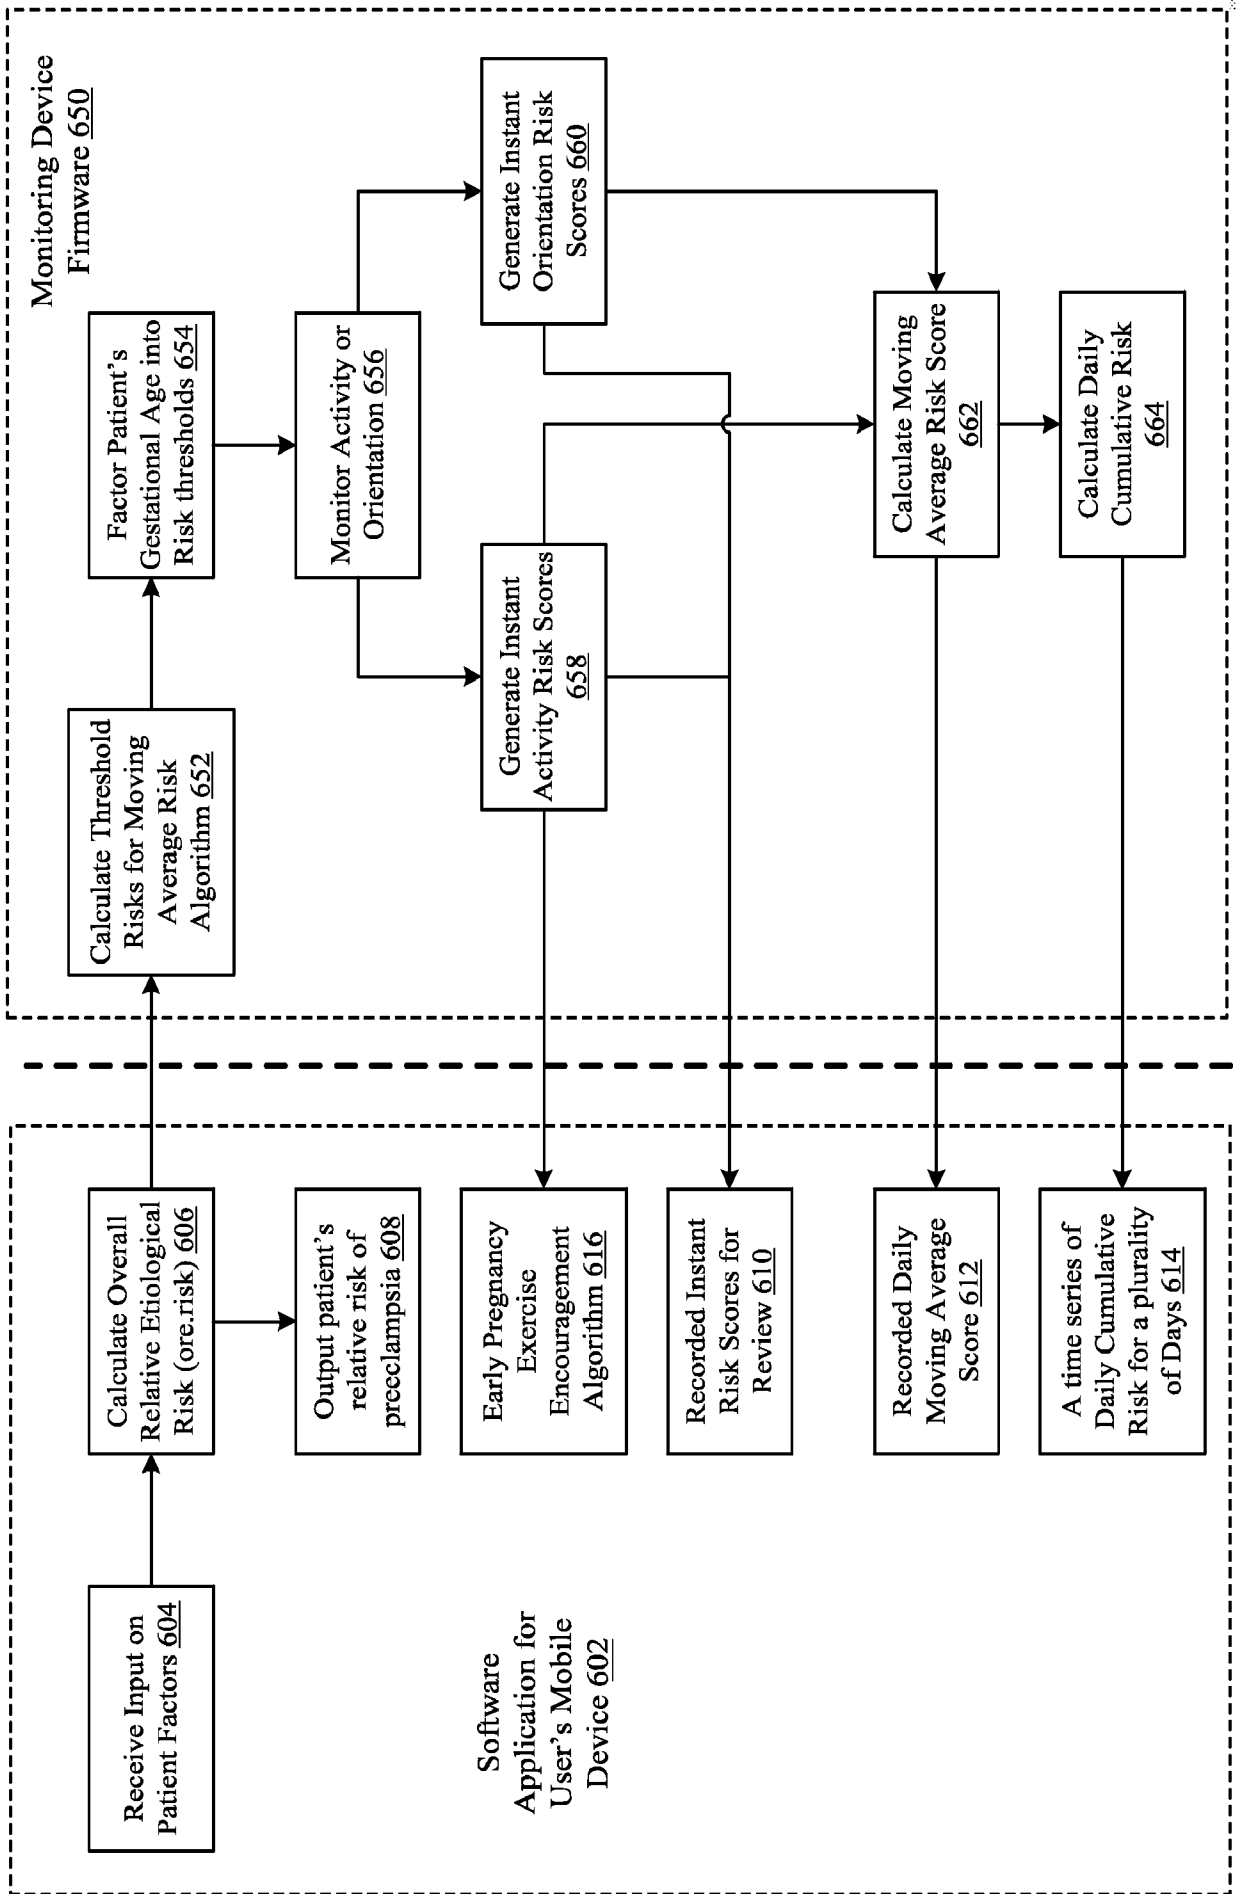 Receive Input on
Patient Factors 604
Calculate Overall
Relative Etiological
Risk (ore.risk) 606
Output patient's
relative risk of
preeclampsia 608
Early Pregnancy
Exercise
Encouragement
Algorithm 616
Recorded Instant
Risk Scores for
Review 610
Recorded Daily
Moving Average
Score 612
A time series of
Daily Cumulative
Risk for a plurality
of Days 614
Software
Application for
User's Mobile
Device 602
Monitoring Device
Firmware 650
Calculate Threshold
Risks for Moving
Average Risk
Algorithm 652
Factor Patient's
Gestational Age into
Risk thresholds 654
Monitor Activity or
Orientation 656
Generate Instant
Activity Risk Scores
658
Generate Instant
Orientation Risk
Scores 660
Calculate Moving
Average Risk Score
662
Calculate Daily
Cumulative Risk
664